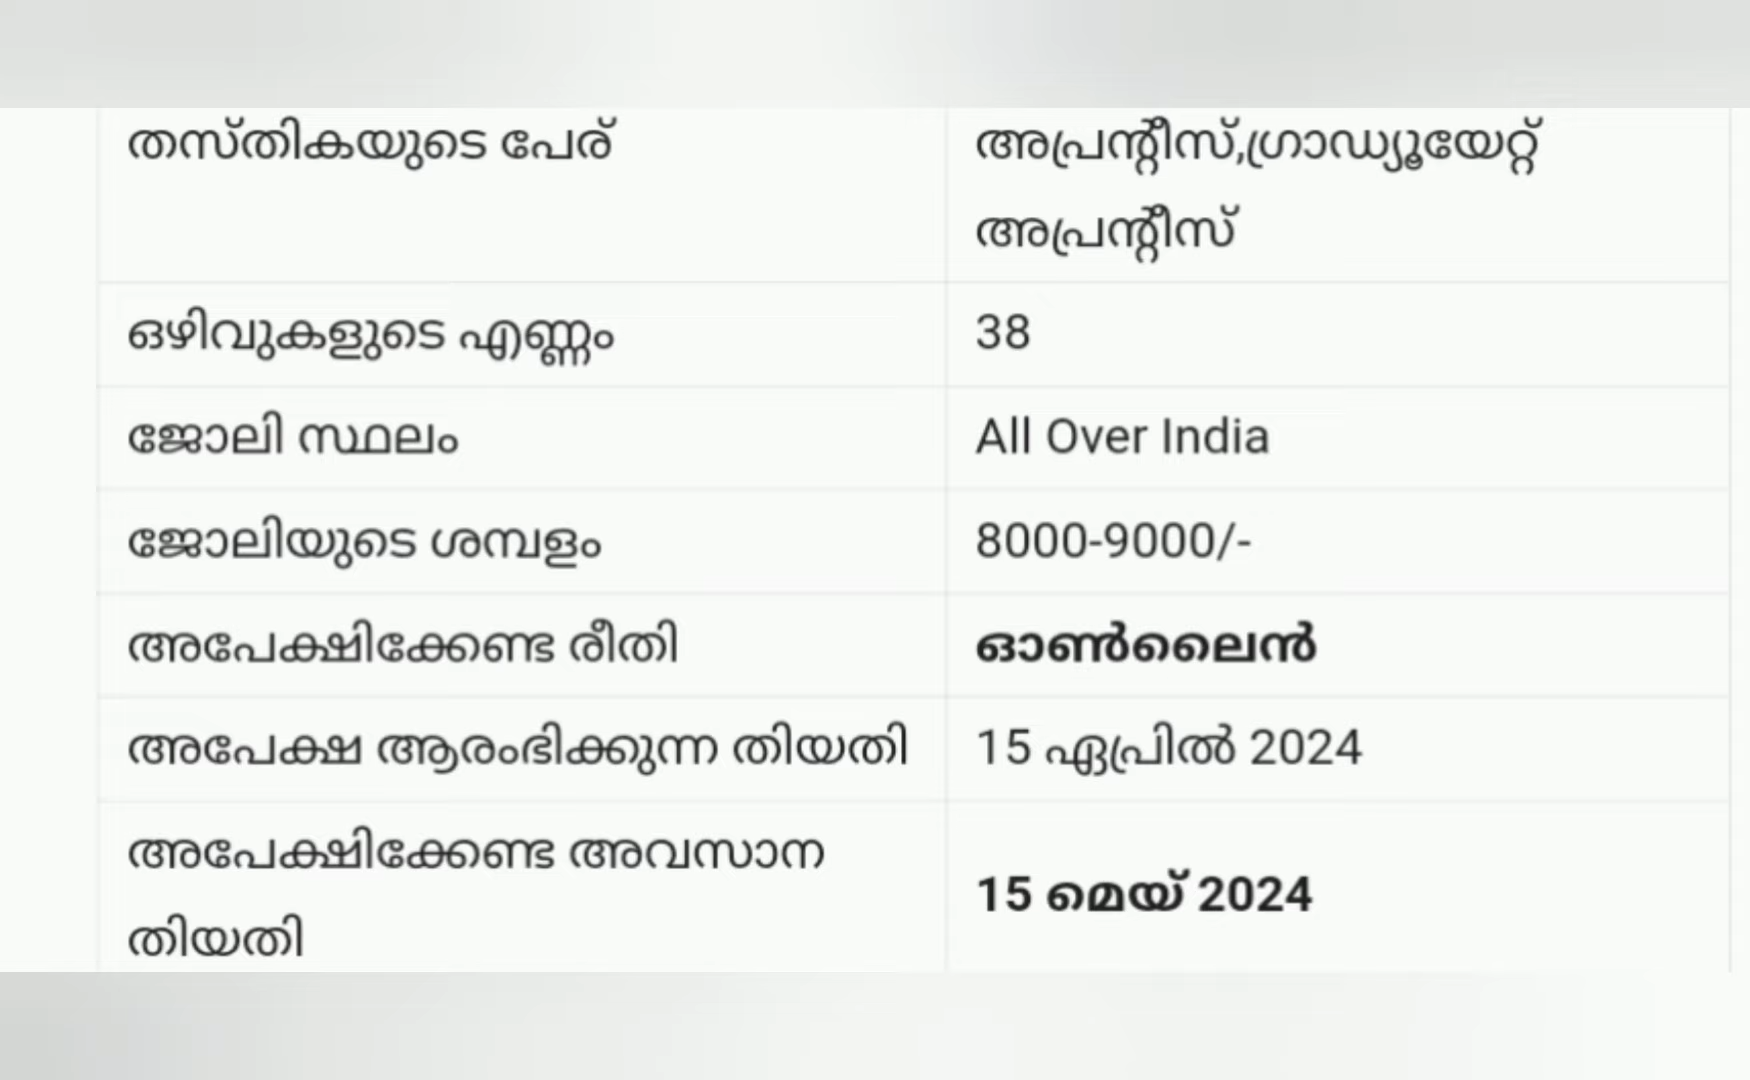 തസ്തികയുടെ പേര്
അപ്രന്റീസ്,ഗ്രാഡ്യൂയേറ്റ്
അപ്രന്റീസ്
ഒഴിവുകളുടെ എണ്ണം
38
ജോലി സ്ഥലം
All Over India
ജോലിയുടെ ശമ്പളം
8000-9000/-
അപേക്ഷിക്കേണ്ട രീതി
ഓൺലൈൻ
അപേക്ഷ ആരംഭിക്കുന്ന തിയതി
15 ഏപ്രിൽ 2024
അപേക്ഷിക്കേണ്ട അവസാന
തിയതി
15 മെയ് 2024